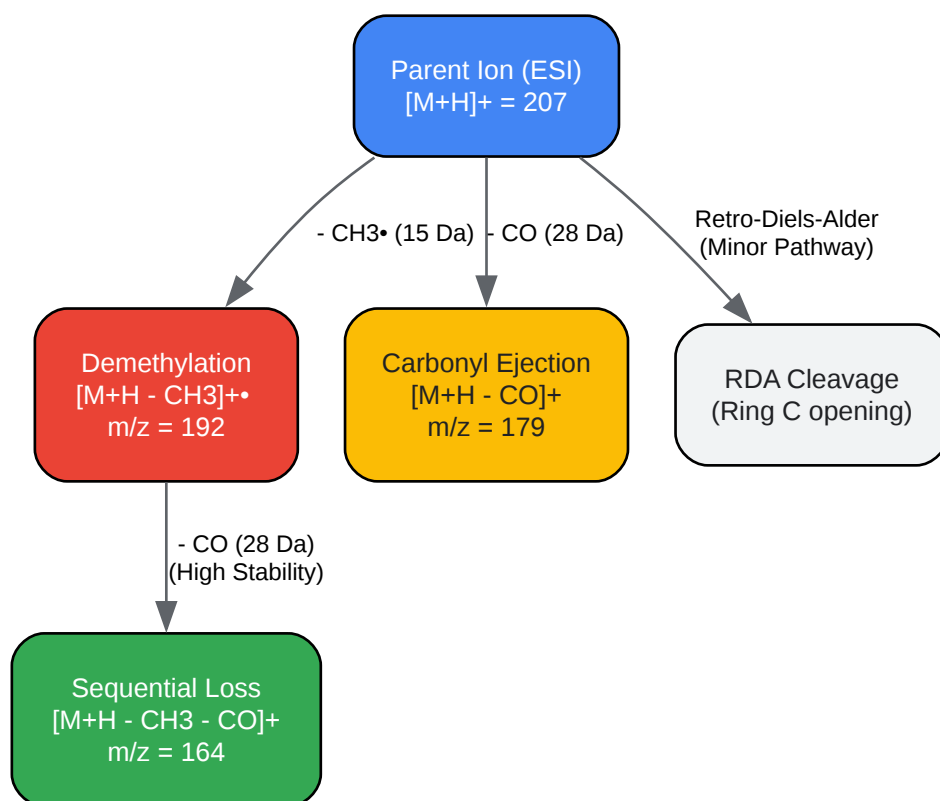 Parent Ion (ESI)
[M+H]+ = 207
- CH3• (15 Da)
- CO (28 Da)
Retro-Diels-Alder
(Minor Pathway)
Demethylation
[M+H - CH3]+•
m/z = 192
Carbonyl Ejection
[M+H - CO]+
m/z = 179
RDA Cleavage
(Ring C opening)
- CO (28 Da)
(High Stability)
Sequential Loss
[M+H - CH3 - CO]+
m/z = 164